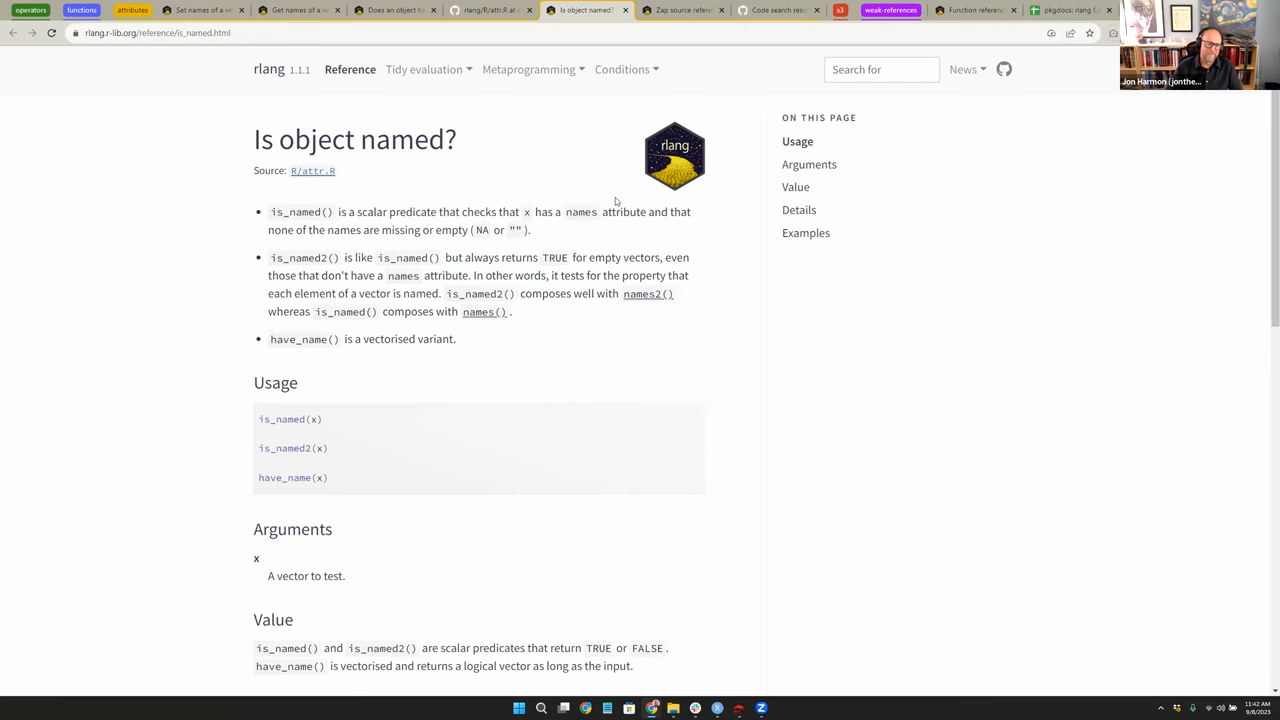 operators
functions
attributes
Set names of a ve
Get names of a ve
Does an object ha
rlang/R/attr.R at
Is object named?
Zap source refer
Code search resu
s3
weak-references
Function referen
pkgdocs: rlang Co
rlang.r-lib.org/reference/is_named.html
Jon Harmon (jonthe...
rlang 1.1.1 Reference Tidy evaluation Metaprogramming Conditions Search for News
ON THIS PAGE
Usage
Arguments
Value
Details
Examples
Is object named?
rlang
Source: R/attr.R
• is_named() is a scalar predicate that checks that x has a names attribute and that
none of the names are missing or empty (NA or "").
• is_named2() is like is_named() but always returns TRUE for empty vectors, even
those that don't have a names attribute. In other words, it tests for the property that
each element of a vector is named. is_named2() composes well with names2()
whereas is_named() composes with names().
• have_name() is a vectorised variant.
Usage
is_named(x)
is_named2(x)
have_name(x)
Arguments
x
A vector to test.
Value
is_named() and is_named2() are scalar predicates that return TRUE or FALSE.
have_name() is vectorised and returns a logical vector as long as the input.
11:42 AM
9/8/2023